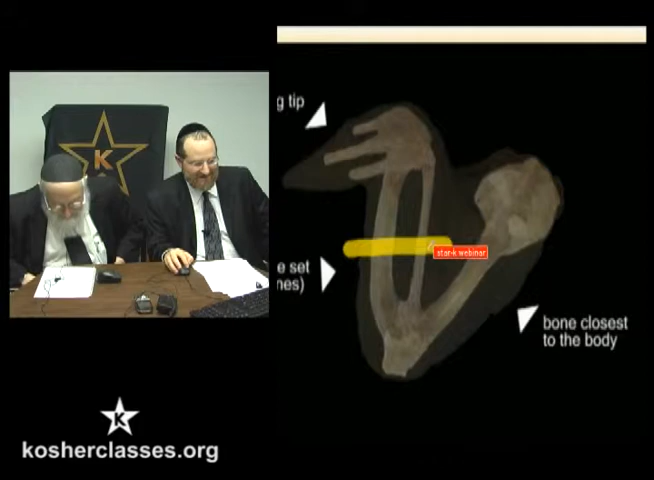 g tip
K
star-k webinar
e set
nes)
bone closest
to the body
K
kosherclasses.org